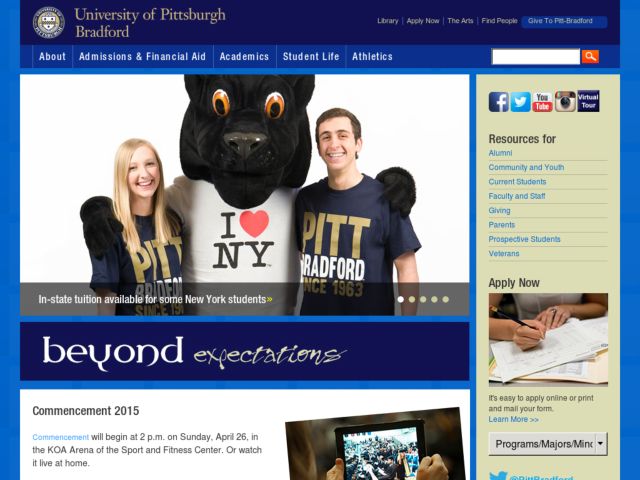 University of Pittsburgh
Bradford
Library | Apply Now | The Arts | Find People
Give To Pitt-Bradford
About
Admissions & Financial Aid
Academics
Student Life
Athletics
I ♥
NY
PITT
PITT
BRADFORD
SINCE 1963
In-state tuition available for some New York students»
You
Tube
Virtual
Tour
Resources for
Alumni
Community and Youth
Current Students
Faculty and Staff
Giving
Parents
Prospective Students
Veterans
Apply Now
It's easy to apply online or print
and mail your form.
Learn More >>
Programs/Majors/Mino
@PittBradford
beyond expectations
Commencement 2015
Commencement will begin at 2 p.m. on Sunday, April 26, in
the KOA Arena of the Sport and Fitness Center. Or watch
it live at home.